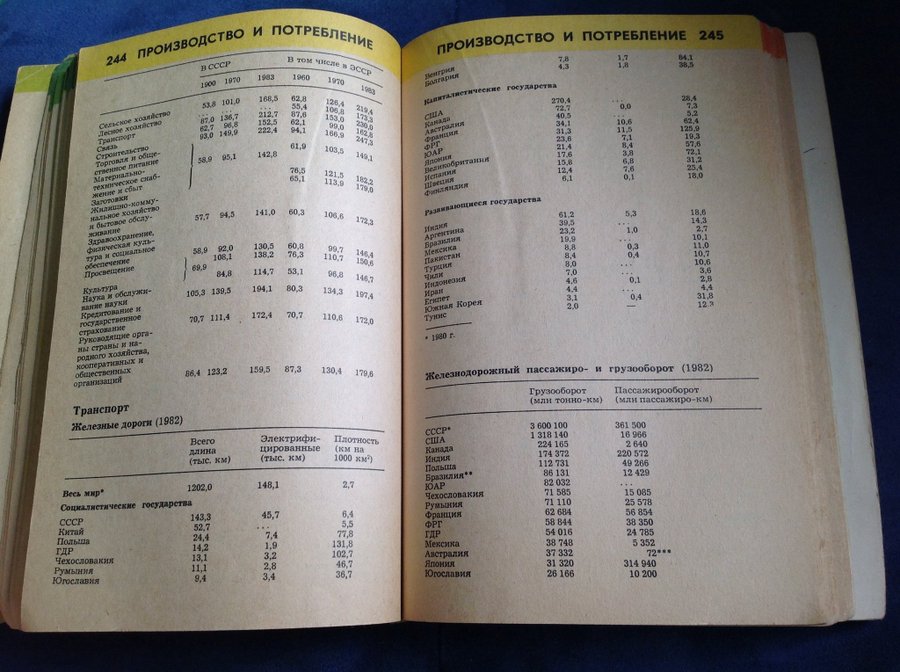 244 ПРОИЗВОДСТВО И ПОТРЕБЛЕНИЕ
В СССР В том числе в ЭССР
1900 1970 1983 1960 1970 1983
Сельское хозяйство 53,8 101,0 168,5 62,8 126,4 219,4
Лесное хозяйство . . . . . . 55,4 106,8 173,3
Транспорт 87,0 136,7 212,7 87,6 153,0 239,0
Связь 62,7 96,8 152,5 62,1 99,0 162,8
Строительство 93,0 149,9 222,4 94,1 166,9 247,3
Торговля и обще-
ственное питание 58,9 95,1 142,8 61,9 103,5 149,1
Материально-
техническое снаб-
жение и сбыт 76,5 121,5 182,2
Заготовки 65,1 113,9 179,0
Жилищно-комму-
нальное хозяйство
и бытовое обслу-
живание 57,7 94,5 141,0 60,3 106,6 172,3
Здравоохранение,
физическая куль-
тура и социальное
обеспечение 58,9 92,0 130,5 60,8 99,7 146,4
Просвещение 69,9 108,1 138,2 76,3 110,7 150,6
Культура 84,8 114,7 53,1 96,8 146,7
Наука и обслужи-
вание науки 105,3 139,5 194,1 80,3 134,3 197,4
Кредитование и
государственное
страхование 70,7 111,4 172,4 70,7 110,6 172,0
Руководящие орга-
ны страны и на-
родного хозяйства,
кооперативных и
общественных
организаций 86,4 123,2 159,5 87,3 130,4 179,6
Транспорт
Железные дороги (1982)
Всего Электрифи- Плотность
длина цированные (км на
(тыс. км) (тыс. км) 1000 км²)
Весь мир* 1202,0 148,1 2,7
Социалистические государства
СССР 143,3 45,7 6,4
Китай 52,7 . . . 5,5
Польша 24,4 7,4 77,8
ГДР 14,2 1,9 131,8
Чехословакия 13,1 3,2 102,7
Румыния 11,1 2,8 46,7
Югославия 9,4 3,4 36,7
ПРОИЗВОДСТВО И ПОТРЕБЛЕНИЕ 245
Венгрия 7,8 1,7 84,1
Болгария 4,3 1,8 38,5
Капиталистические государства
США 270,4 . . . 28,4
Канада 72,7 0,0 7,3
Австралия 40,5 . . . 5,2
Франция 34,1 10,6 62,4
ФРГ 31,3 11,5 125,9
ЮАР 23,6 7,1 19,3
Япония 21,4 8,4 57,6
Великобритания 17,6 3,8 72,1
Испания 15,8 6,8 31,2
Швеция 12,4 7,6 25,4
Финляндия 6,1 0,1 18,0
Развивающиеся государства
Индия 61,2 5,3 18,6
Аргентина 39,5 . . . 14,3
Бразилия 23,2 1,0 2,7
Мексика 19,9 . . . 10,1
Пакистан 8,8 0,3 11,0
Турция 8,4 0,4 10,7
Чили 8,0 . . . 10,6
Индонезия 7,0 . . . 3,6
Иран 4,6 0,1 2,8
Египет 4,4 . . . 4,4
Южная Корея 3,1 0,4 31,8
Тунис 2,0 — 12,3
* 1980 г.
Железнодорожный пассажиро- и грузооборот (1982)
Грузооборот Пассажирооборот
(млн тонно-км) (млн пассажиро-км)
СССР* 3 600 100 361 500
США 1 318 140 16 966
Канада 224 165 2 640
Индия 174 372 220 572
Польша 112 731 49 266
Бразилия** 86 131 12 429
ЮАР 82 032 . . .
Чехословакия 71 585 15 085
Румыния 71 110 25 578
Франция 62 684 56 854
ФРГ 58 844 38 350
ГДР 54 016 24 785
Мексика 38 748 5 352
Австралия 37 332 72***
Япония 31 320 314 940
Югославия 26 166 10 200